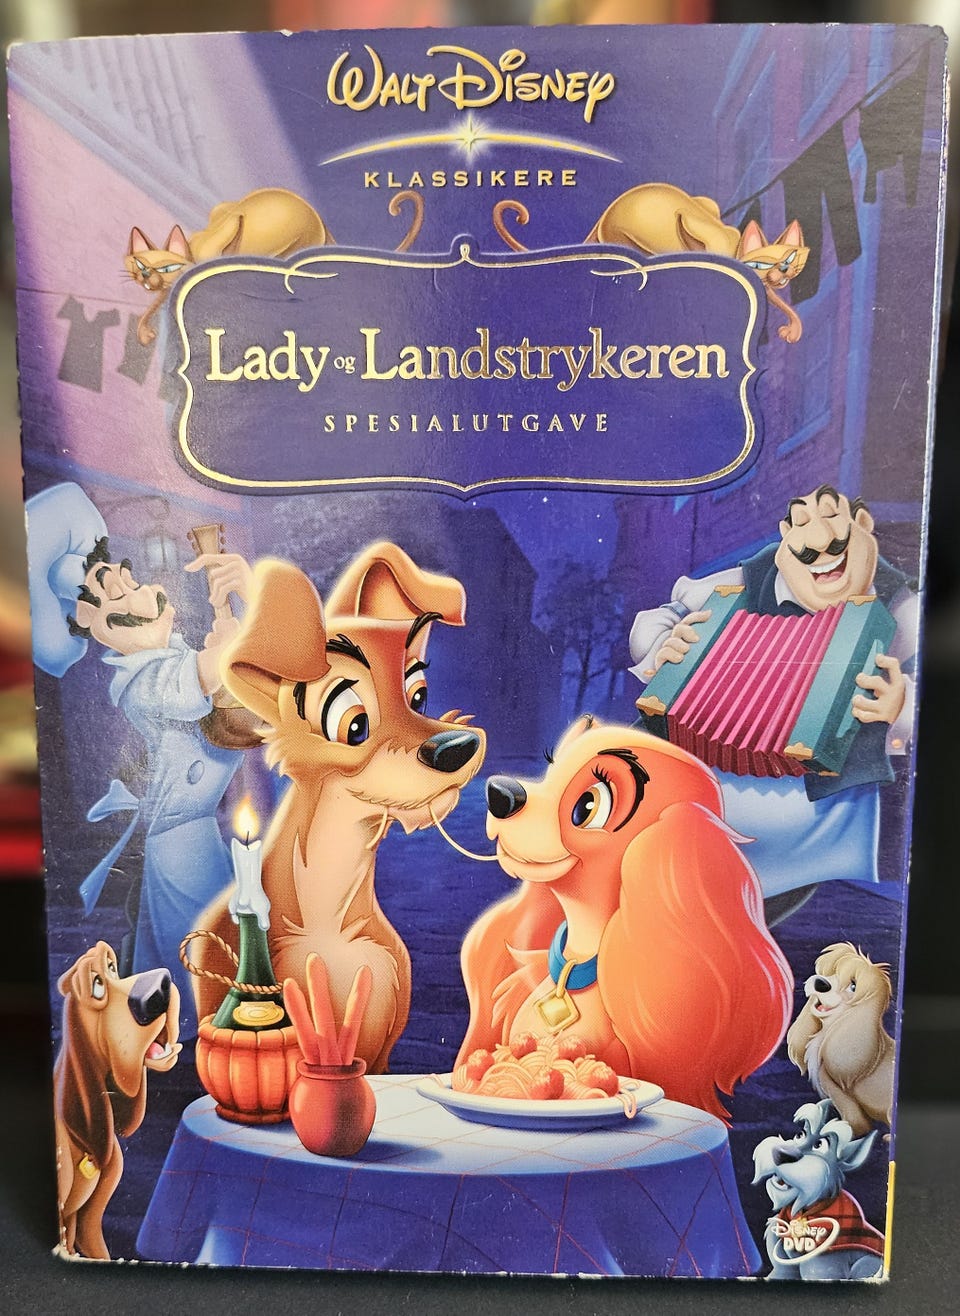 WALT DISNEY
KLASSIKERE
Lady og Landstrykeren
SPESIALUTGAVE
DISNEY
DVD